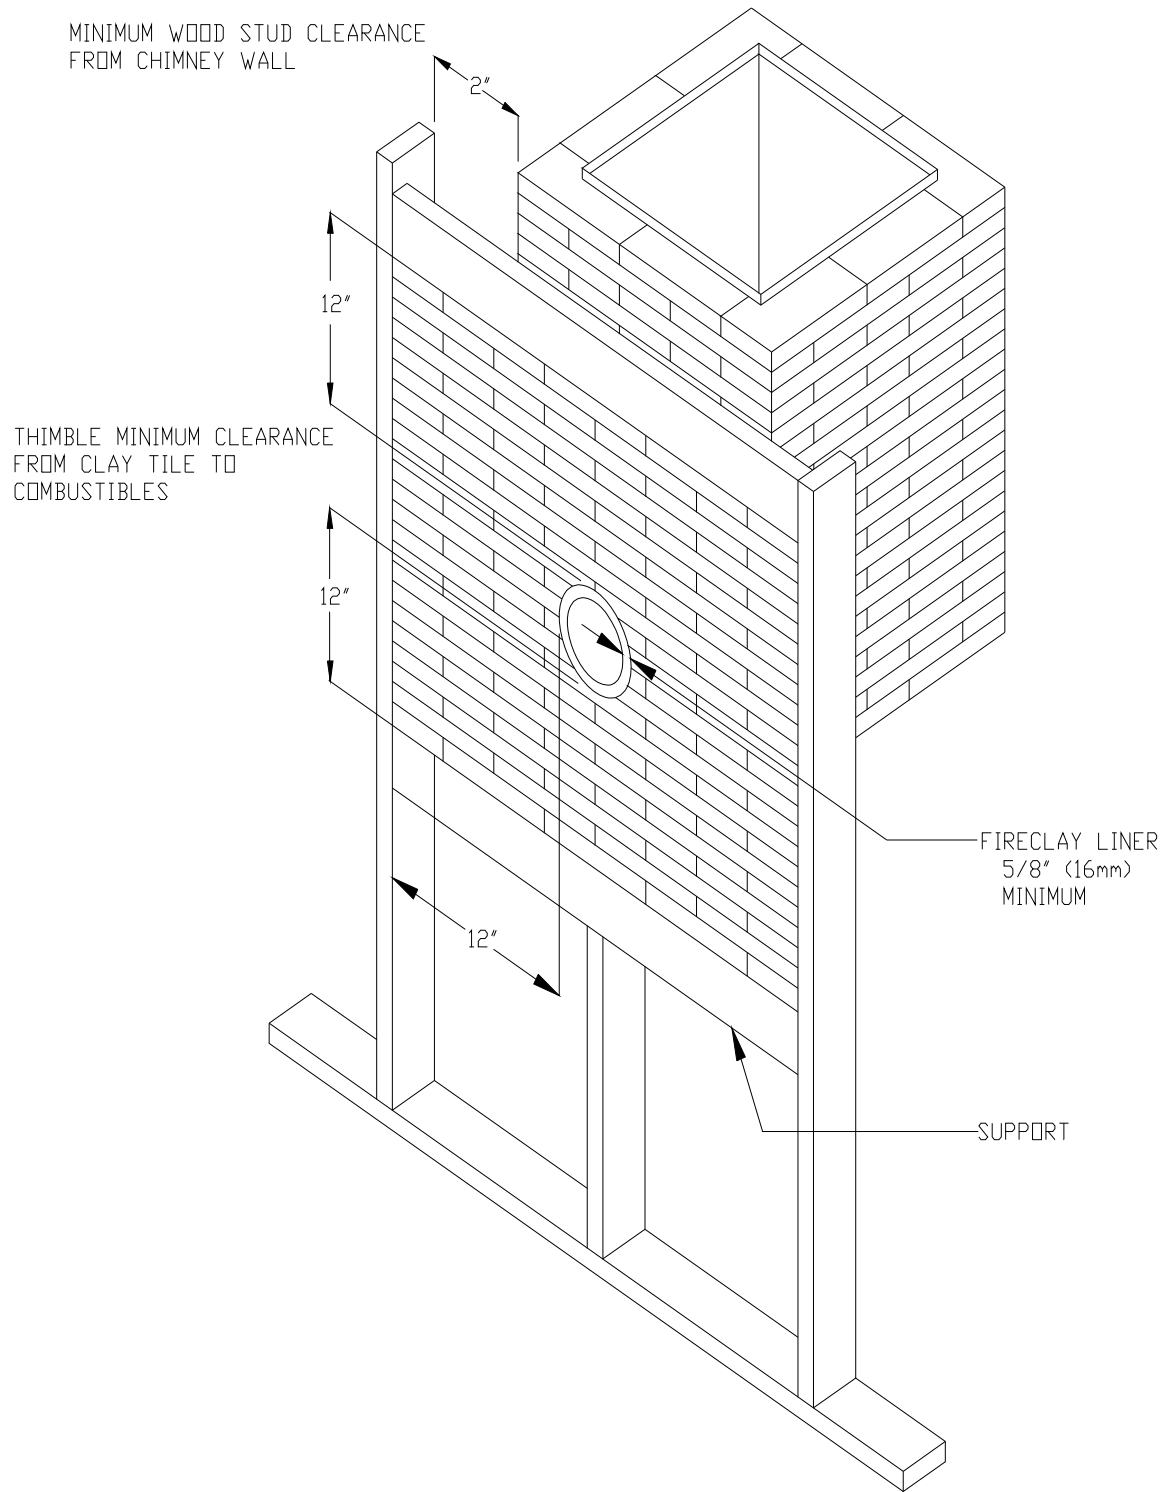 MINIMUM WOOD STUD CLEARANCE
FROM CHIMNEY WALL
2"
12"
THIMBLE MINIMUM CLEARANCE
FROM CLAY TILE TO
COMBUSTIBLES
12"
FIRECLAY LINER
5/8" (16mm)
MINIMUM
12"
SUPPORT